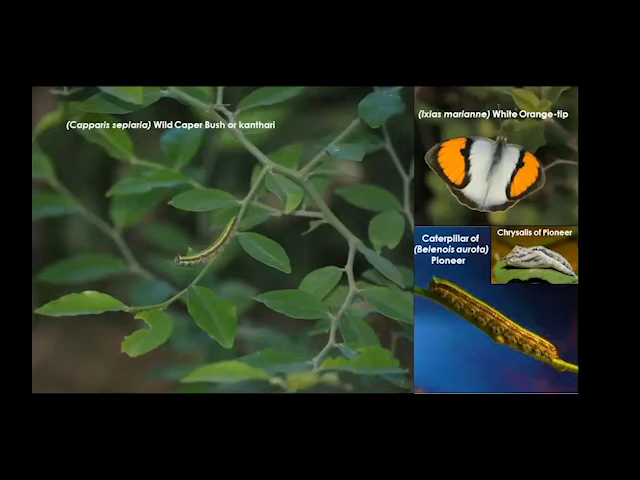 (Capparis sepiaria) Wild Caper Bush or kanthari
(Ixias marianne) White Orange-tip
Caterpillar of
(Belenois aurota)
Pioneer
Chrysalis of Pioneer